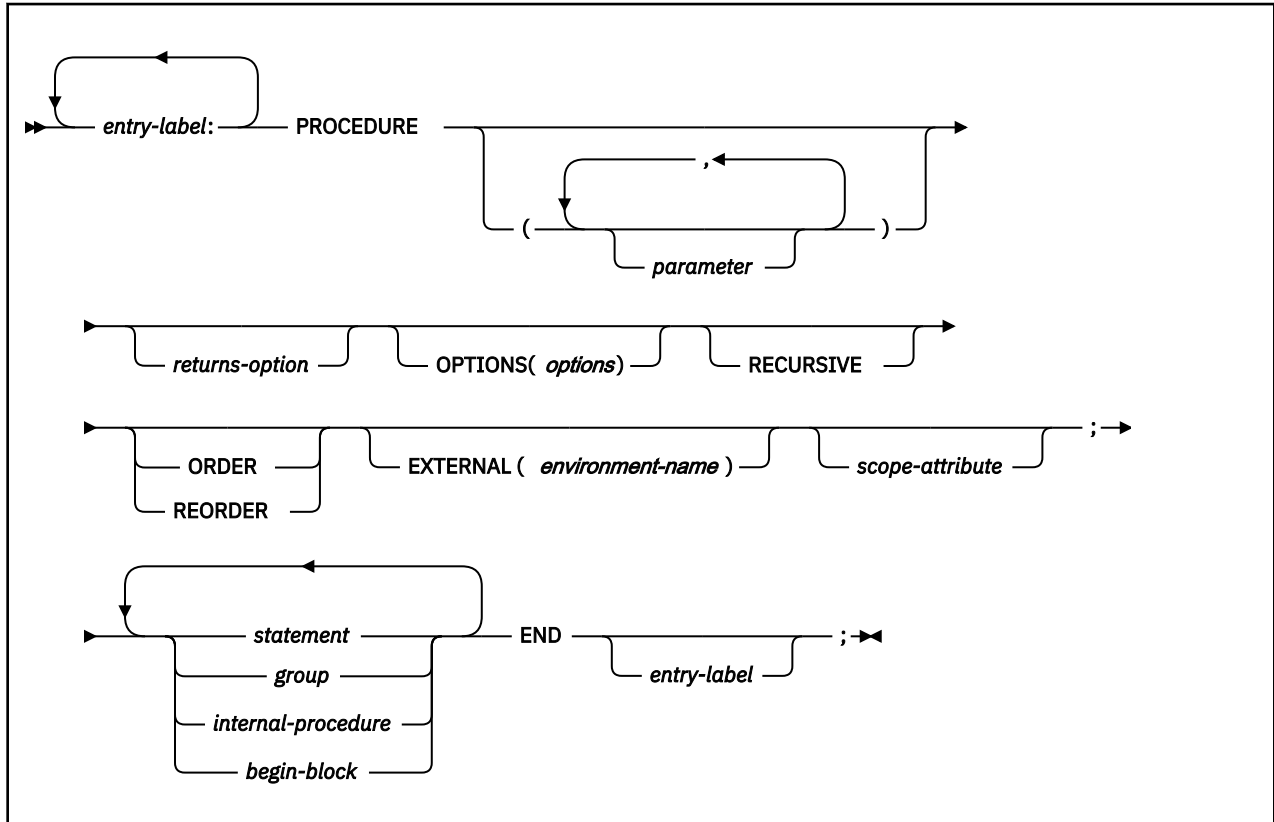 entry-label: PROCEDURE
,
( )
parameter
returns-option OPTIONS( options) RECURSIVE
;
ORDER EXTERNAL ( environment-name ) scope-attribute
REORDER
statement END ;
group entry-label
internal-procedure
begin-block